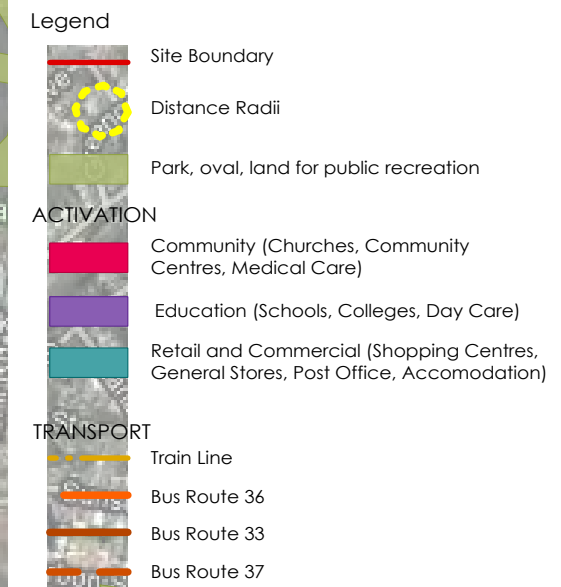 Legend
Site Boundary
Distance Radii
Park, oval, land for public recreation
ACTIVATION
Community (Churches, Community
Centres, Medical Care)
Education (Schools, Colleges, Day Care)
Retail and Commercial (Shopping Centres,
General Stores, Post Office, Accomodation)
TRANSPORT
Train Line
Bus Route 36
Bus Route 33
Bus Route 37